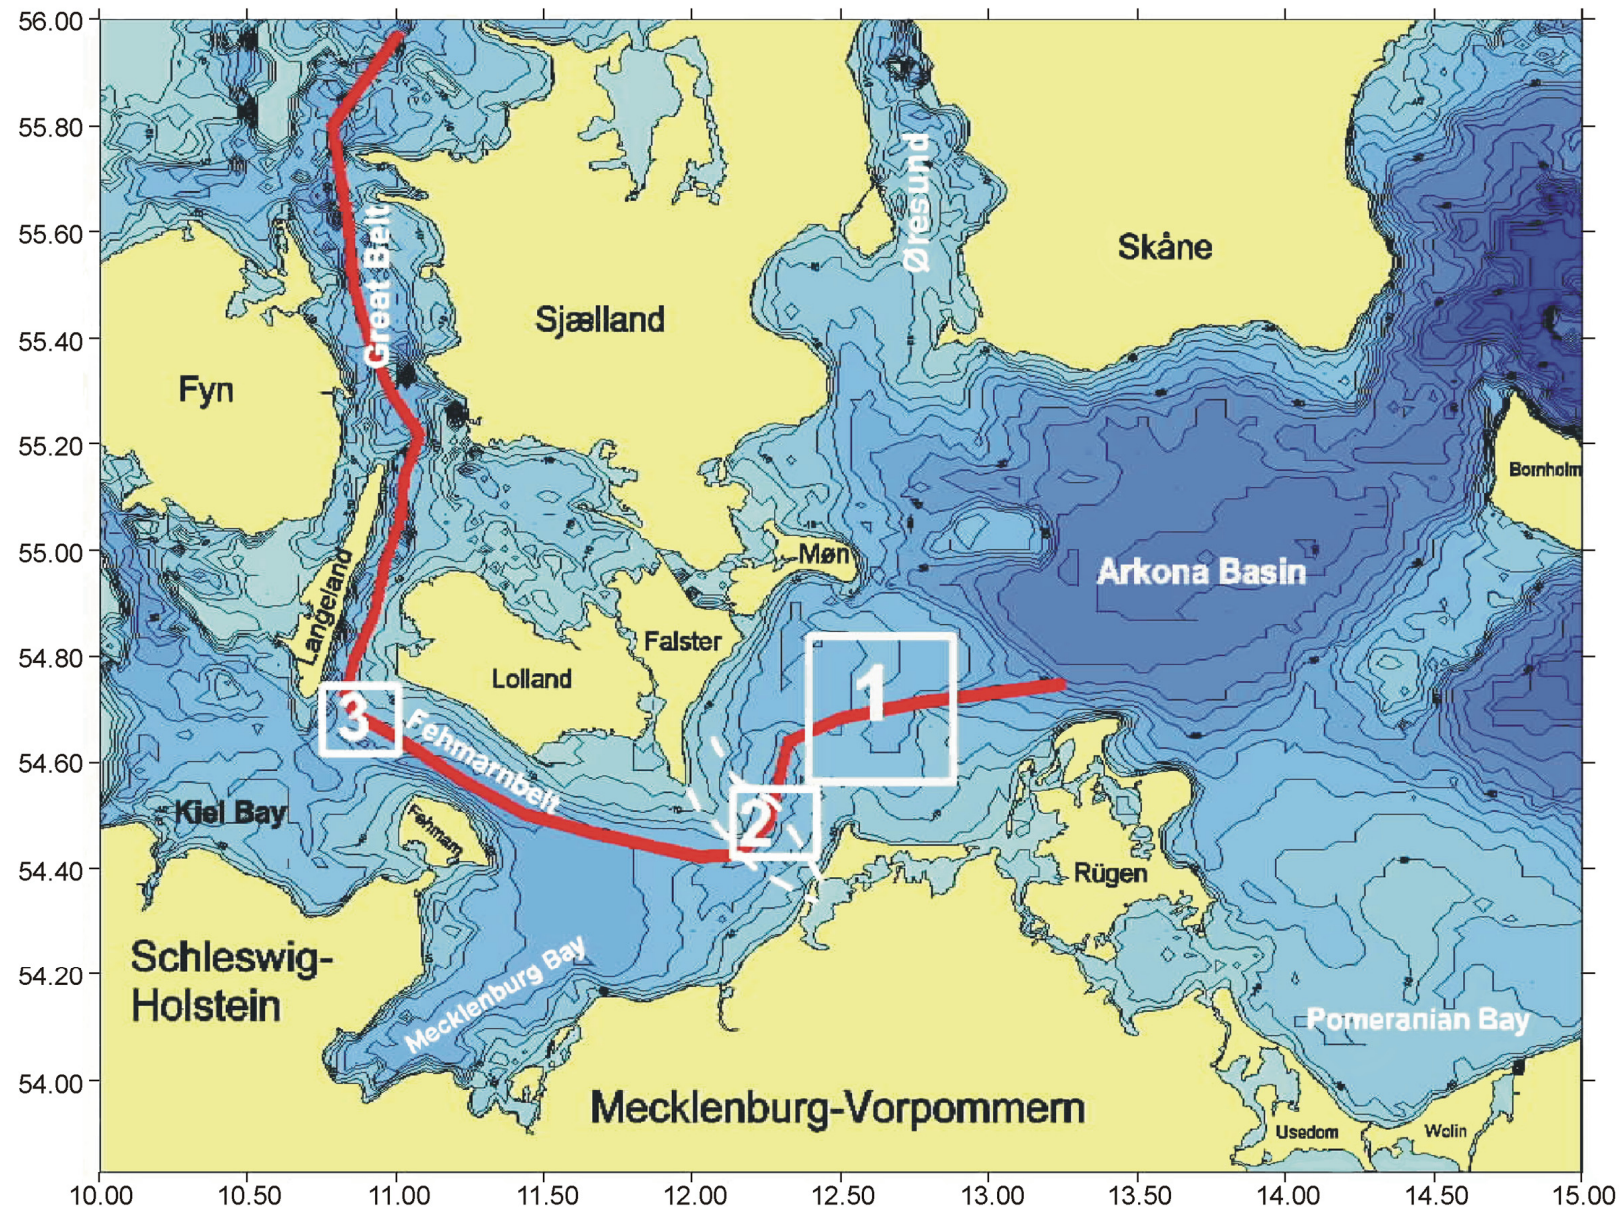 56.00
55.80
55.60
55.40
55.20
55.00
54.80
54.60
54.40
54.20
54.00
Great Belt
Øresund
Skåne
Sjælland
Fyn
Bornholm
Langeland
Møn
Arkona Basin
Falster
Lolland
1
3
Fehmarnbelt
2
Kiel Bay
Fehmarn
Rügen
Schleswig-
Holstein
Mecklenburg Bay
Pomeranian Bay
Mecklenburg-Vorpommern
Usedom
Wolin
10.00 10.50 11.00 11.50 12.00 12.50 13.00 13.50 14.00 14.50 15.00